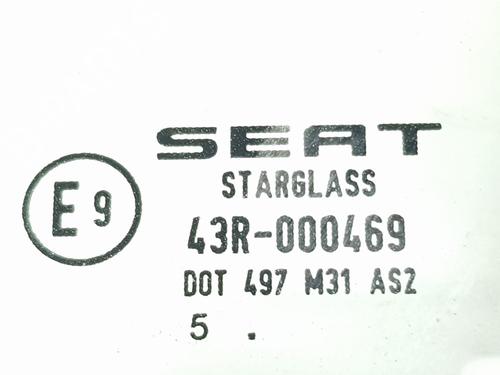 SEAT
STARGLASS
E9
43R-000469
DOT 497 M31 AS2
5 .